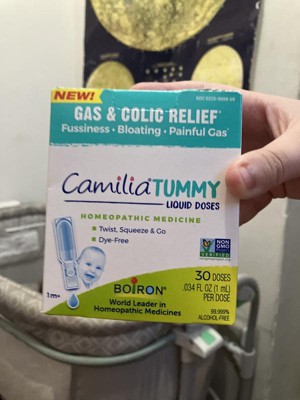 NEW!
GAS & COLIC RELIEF*
Fussiness • Bloating • Painful Gas*
Camilia® TUMMY
LIQUID DOSES
HOMEOPATHIC MEDICINE
Twist, Squeeze & Go
Dye-Free
NON
GMO
VERIFIED
1m+
BOIRON®
World Leader in
Homeopathic Medicines
30 DOSES
.034 FL OZ (1 mL)
PER DOSE
99.999%
ALCOHOL-FREE